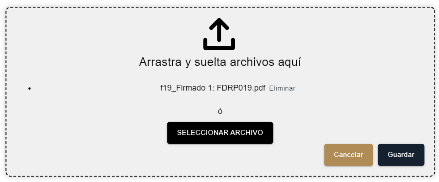 Arrastra y suelta archivos aquí
f19_Firmado 1: FDRP019.pdf Eliminar
ó
SELECCIONAR ARCHIVO
Cancelar Guardar